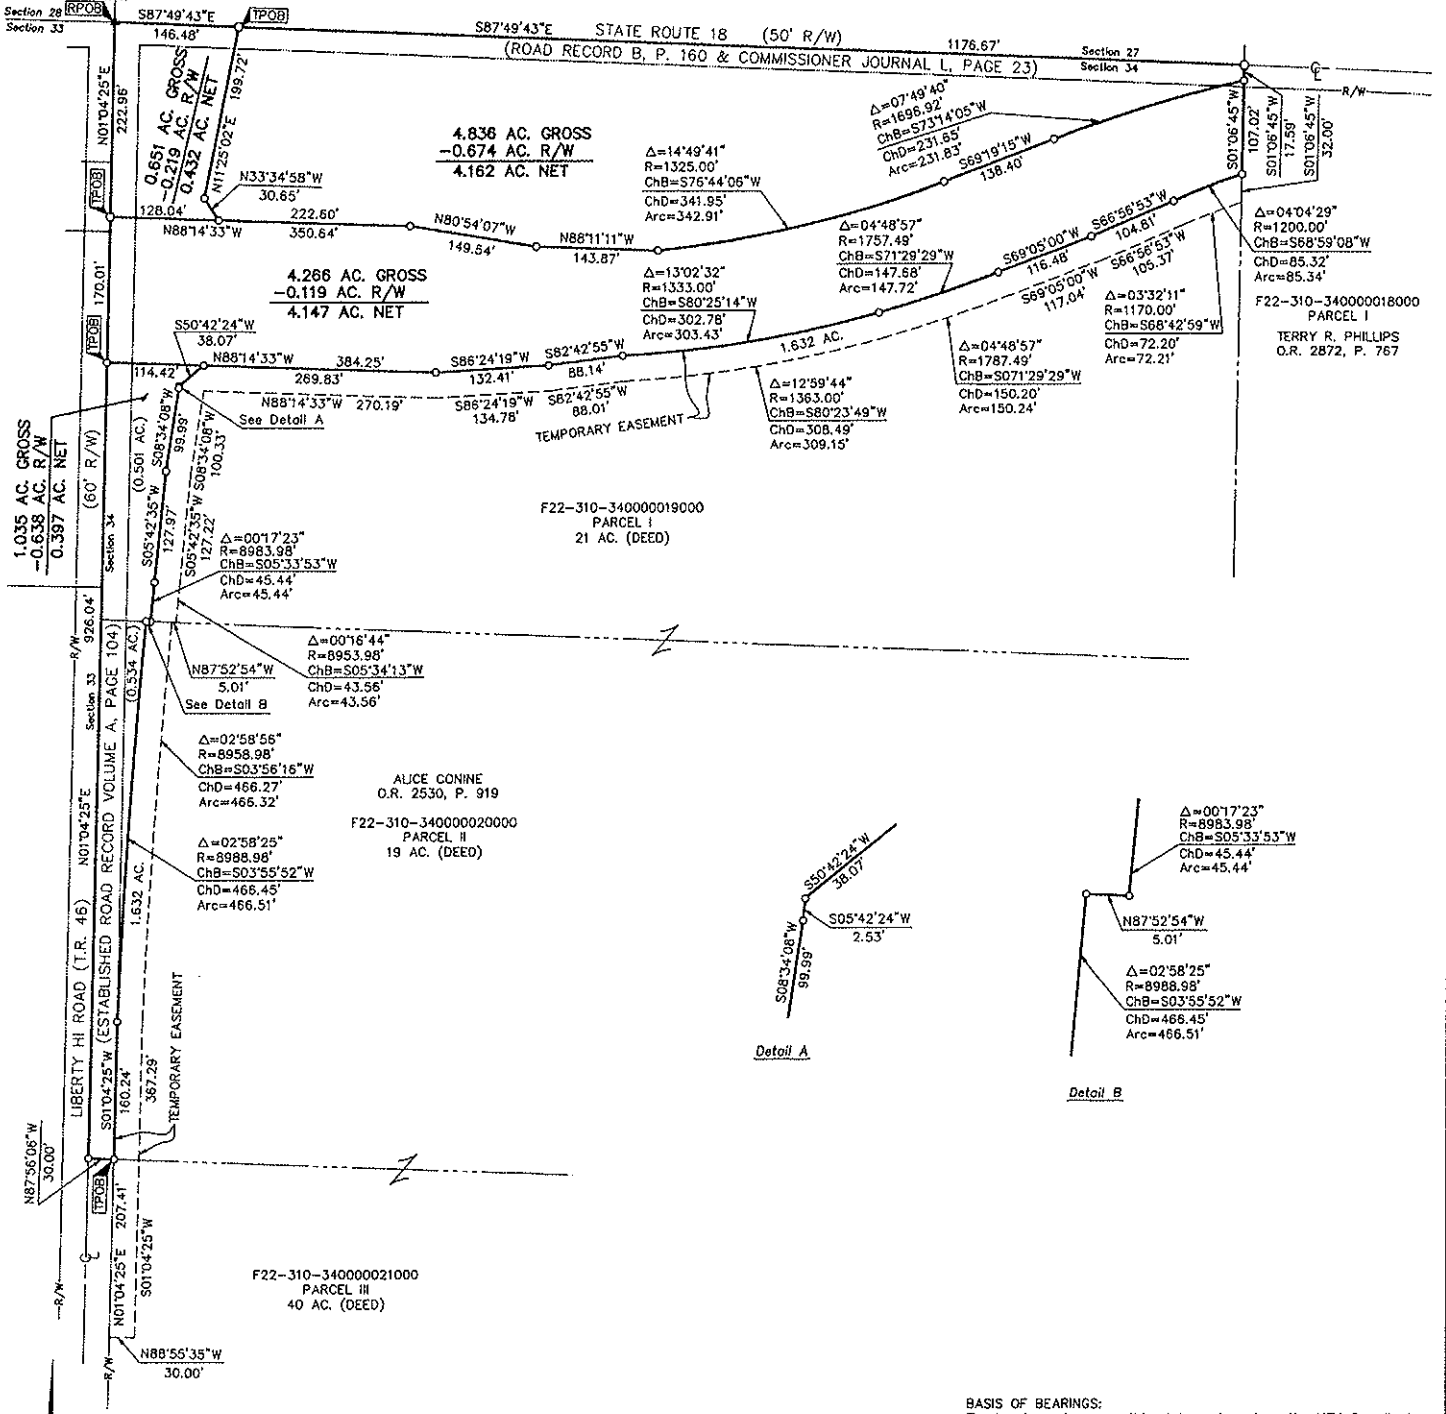 Section 28
Section 33
RPOB
S87°49'43"E
146.48'
TPOB
S87°49'43"E
STATE ROUTE 18
(50' R/W)
1176.67'
(ROAD RECORD B, P. 160 & COMMISSIONER JOURNAL L, PAGE 23)
Section 27
Section 34
R/W
N01°04'25"E
222.96'
0.651 AC. GROSS
-0.219 AC. R/W
0.432 AC. NET
N11°25'02"E
199.72'
4.836 AC. GROSS
-0.674 AC. R/W
4.162 AC. NET
Δ=14°49'41"
R=1325.00'
ChB=S76°44'06"W
ChD=341.95'
Arc=342.91'
Δ=07°49'40"
R=1696.92'
ChB=S73°14'05"W
ChD=231.65'
Arc=231.83'
S69°19'15"W
138.40'
S01°06'45"W
107.02'
S01°06'45"W
17.59'
S01°06'45"W
32.00'
TPOB
N33°34'58"W
30.65'
128.04'
N88°14'33"W
222.60'
350.64'
N80°54'07"W
149.54'
N88°11'11"W
143.87'
Δ=04°48'57"
R=1757.49'
ChB=S71°29'29"W
ChD=147.68'
Arc=147.72'
S69°05'00"W
116.48'
S66°56'53"W
104.81'
S69°05'00"W
117.04'
S66°56'53"W
105.37'
Δ=04°04'29"
R=1200.00'
ChB=S68°59'08"W
ChD=85.32'
Arc=85.34'
F22-310-340000018000
PARCEL I
TERRY R. PHILLIPS
O.R. 2872, P. 767
170.01'
4.266 AC. GROSS
-0.119 AC. R/W
4.147 AC. NET
Δ=13°02'32"
R=1333.00'
ChB=S80°25'14"W
ChD=302.78'
Arc=303.43'
Δ=03°32'11"
R=1170.00'
ChB=S68°42'59"W
ChD=72.20'
Arc=72.21'
TPOB
S50°42'24"W
38.07'
114.42'
N88°14'33"W
384.25'
269.83'
S86°24'19"W
132.41'
S82°42'55"W
88.14'
1.632 AC.
Δ=04°48'57"
R=1787.49'
ChB=S071°29'29"W
ChD=150.20'
Arc=150.24'
N88°14'33"W
270.19'
S86°24'19"W
134.78'
S82°42'55"W
88.01'
TEMPORARY EASEMENT
Δ=12°59'44"
R=1363.00'
ChB=S80°23'49"W
ChD=308.49'
Arc=309.15'
See Detail A
1.035 AC. GROSS
-0.638 AC. R/W
0.397 AC. NET
(60' R/W)
Section 34
(0.501 AC.)
S08°34'08"W
99.99'
S08°34'08"W
100.33'
S05°42'35"W
127.97'
S05°42'35"W
127.22'
F22-310-340000019000
PARCEL I
21 AC. (DEED)
Δ=00°17'23"
R=8983.98'
ChB=S05°33'53"W
ChD=45.44'
Arc=45.44'
R/W
926.04'
Section 33
(0.534 AC.)
N87°52'54"W
5.01'
See Detail B
Δ=00°16'44"
R=8953.98'
ChB=S05°34'13"W
ChD=43.56'
Arc=43.56'
Δ=02°58'56"
R=8958.98'
ChB=S03°56'16"W
ChD=466.27'
Arc=466.32'
ALICE CONINE
O.R. 2530, P. 919
F22-310-340000020000
PARCEL II
19 AC. (DEED)
Δ=02°58'25"
R=8988.98'
ChB=S03°55'52"W
ChD=466.45'
Arc=466.51'
LIBERTY HI ROAD (T.R. 46)
N01°04'25"E
S01°04'25"W
(ESTABLISHED ROAD RECORD VOLUME A, PAGE 104)
1.632 AC.
160.24'
367.29'
TEMPORARY EASEMENT
S50°42'24"W
38.07'
S05°42'24"W
2.53'
S08°34'08"W
99.99'
Detail A
Δ=00°17'23"
R=8983.98'
ChB=S05°33'53"W
ChD=45.44'
Arc=45.44'
N87°52'54"W
5.01'
Δ=02°58'25"
R=8988.98'
ChB=S03°55'52"W
ChD=466.45'
Arc=466.51'
Detail B
N87°56'06"W
30.00'
TPOB
N01°04'25"E
207.41'
S01°04'25"W
R/W
R/W
F22-310-340000021000
PARCEL III
40 AC. (DEED)
N88°55'35"W
30.00'
BASIS OF BEARINGS: